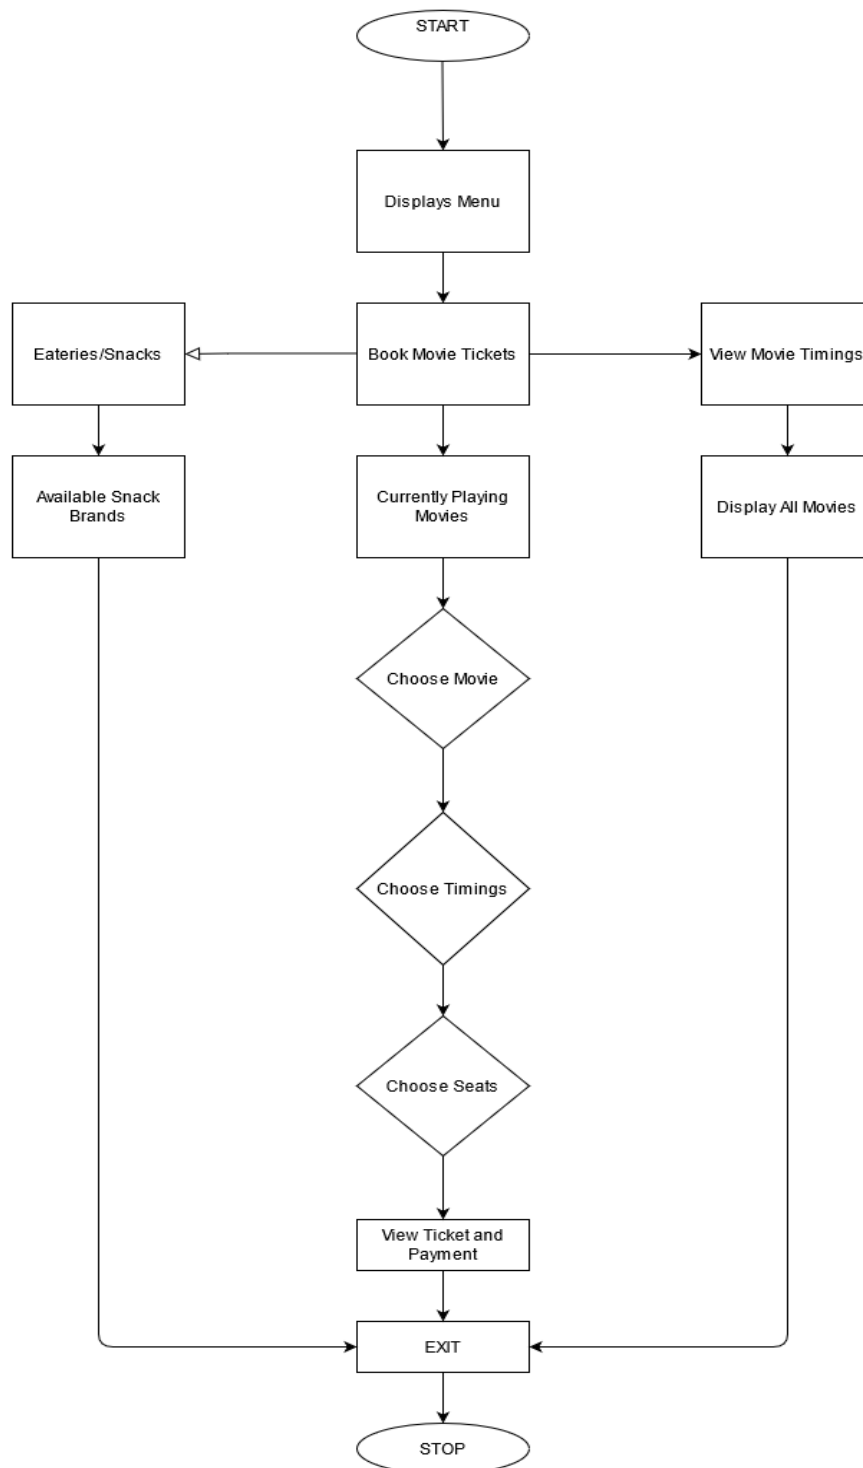 START
Displays Menu
Eateries/Snacks
Book Movie Tickets
View Movie Timings
Available Snack
Brands
Currently Playing
Movies
Display All Movies
Choose Movie
Choose Timings
Choose Seats
View Ticket and
Payment
EXIT
STOP